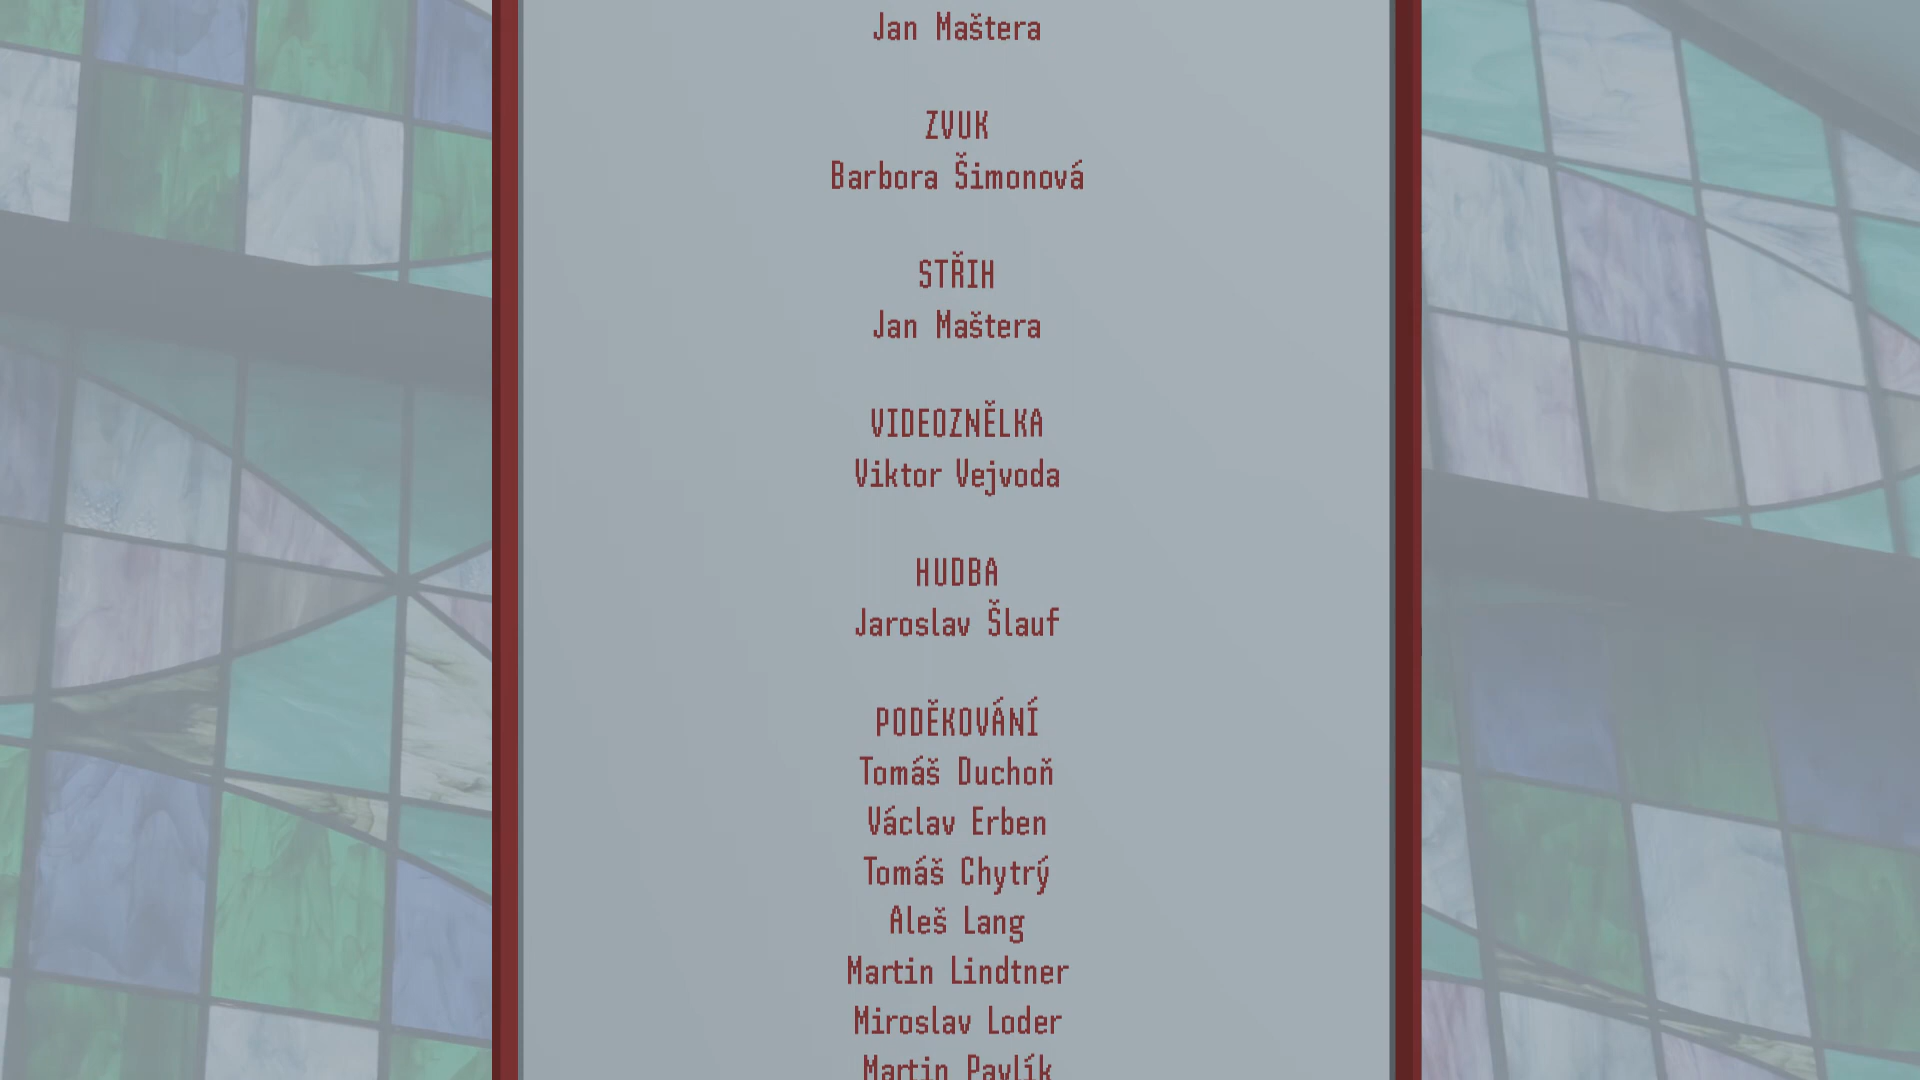 Jan Maštera
ZVUK
Barbora Šimonová
STŘIH
Jan Maštera
VIDEOZNĚLKA
Viktor Vejvoda
HUDBA
Jaroslav Šlauf
PODĚKOVÁNÍ
Tomáš Duchoň
Václav Erben
Tomáš Chytrý
Aleš Lang
Martin Lindtner
Miroslav Loder
Martin Pavlík